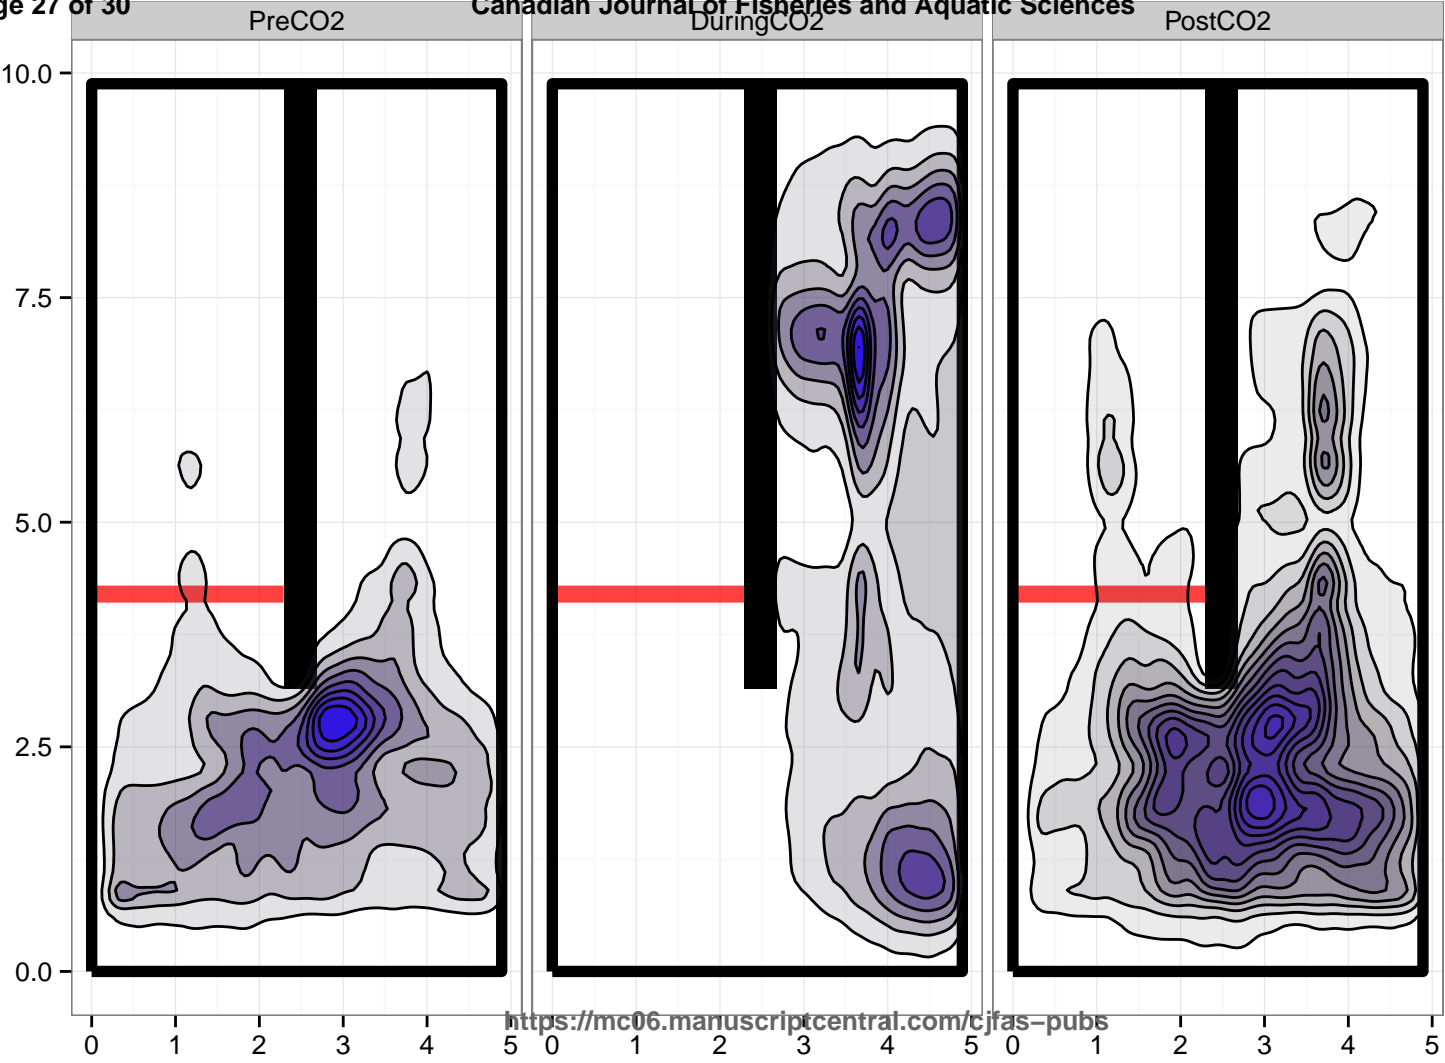 ge 27 of 30 Canadian Journal of Fisheries and Aquatic Sciences
PreCO2 DuringCO2 PostCO2
10.0
7.5
5.0
2.5
0.0
https://mc06.manuscriptcentral.com/cjfas-pubs
0 1 2 3 4 5 0 1 2 3 4 5 0 1 2 3 4 5